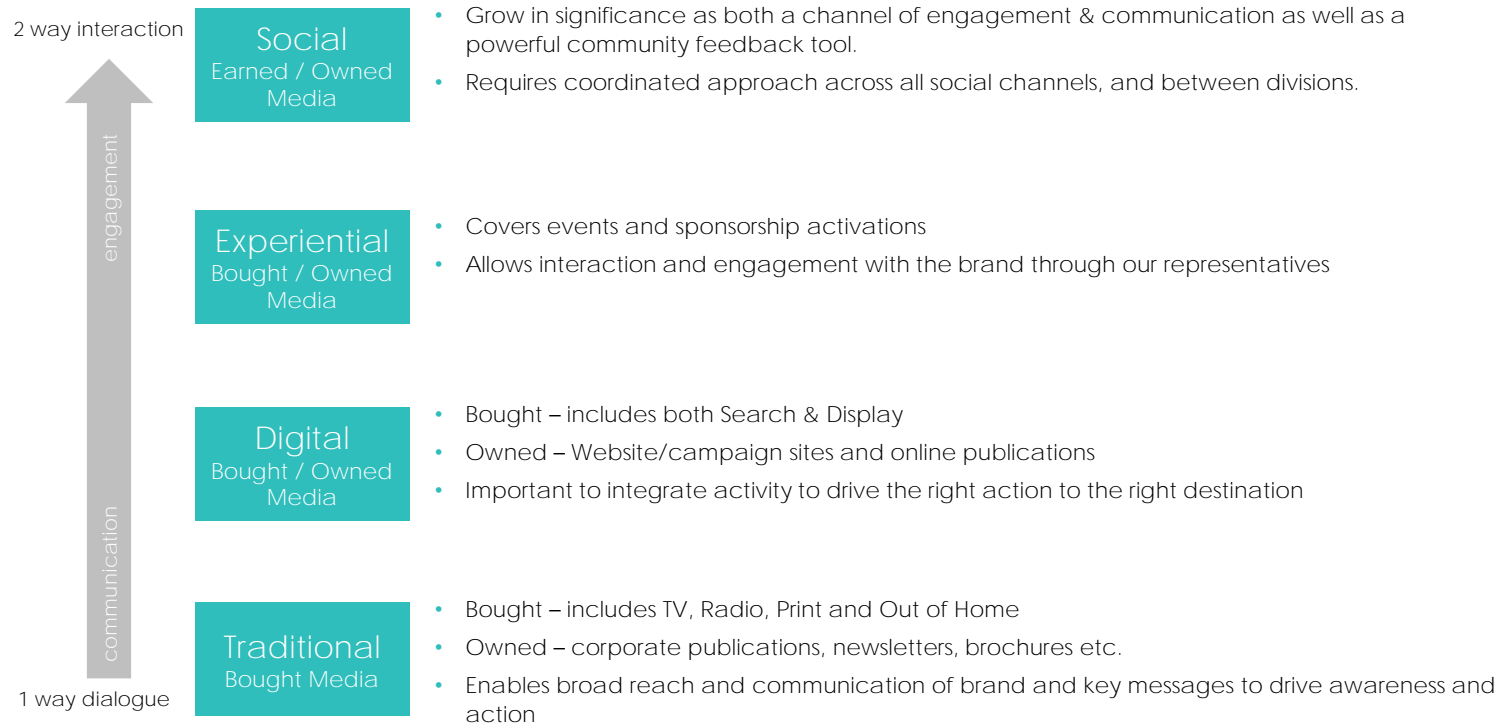 2 way interaction
engagement
communication
1 way dialogue
Social
Earned / Owned
Media
• Grow in significance as both a channel of engagement & communication as well as a
powerful community feedback tool.
• Requires coordinated approach across all social channels, and between divisions.
Experiential
Bought / Owned
Media
• Covers events and sponsorship activations
• Allows interaction and engagement with the brand through our representatives
Digital
Bought / Owned
Media
• Bought – includes both Search & Display
• Owned – Website/campaign sites and online publications
• Important to integrate activity to drive the right action to the right destination
Traditional
Bought Media
• Bought – includes TV, Radio, Print and Out of Home
• Owned – corporate publications, newsletters, brochures etc.
• Enables broad reach and communication of brand and key messages to drive awareness and
action